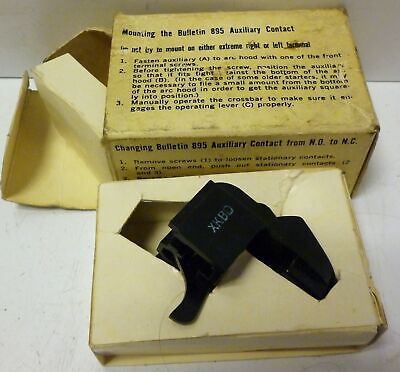 Mounting the Bulletin 895 Auxiliary Contact
to mount on either extreme right or left terminal
1. Fasten auxiliary (A) to arc hood with one of the front
terminal screws.
2. Before tightening the screw, position the auxiliary
so that it fits tight against the bottom of the arc
hood (B). (In the case of some older starters, it may
be necessary to file a small amount from the bottom
of the arc hood in order to get the auxiliary square-
ly into position.)
3. Manually operate the crossbar to make sure it en-
gages the operating lever (C) properly.
Changing Bulletin 895 Auxiliary Contact from N.O. to N.C.
1. Remove screws (1) to loosen stationary contacts.
2. From open end, push out stationary contacts (2
and 3).
XKBD